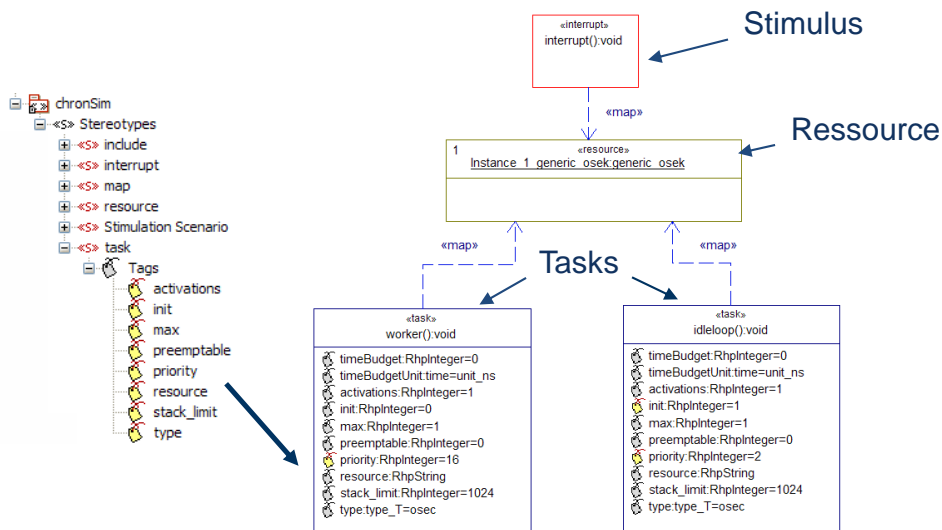 «interrupt»
interrupt():void
Stimulus
«map»
Ressource
1
«resource»
Instance_1_generic_osek:generic_osek
«map»
«map»
Tasks
chronSim
«S» Stereotypes
«S» include
«S» interrupt
«S» map
«S» resource
«S» Stimulation Scenario
«S» task
Tags
activations
init
max
preemptable
priority
resource
stack_limit
type
«task»
worker():void
timeBudget:RhpInteger=0
timeBudgetUnit:time=unit_ns
activations:RhpInteger=1
init:RhpInteger=0
max:RhpInteger=1
preemptable:RhpInteger=0
priority:RhpInteger=16
resource:RhpString
stack_limit:RhpInteger=1024
type:type_T=osec
«task»
idleloop():void
timeBudget:RhpInteger=0
timeBudgetUnit:time=unit_ns
activations:RhpInteger=1
init:RhpInteger=1
max:RhpInteger=1
preemptable:RhpInteger=0
priority:RhpInteger=2
resource:RhpString
stack_limit:RhpInteger=1024
type:type_T=osec